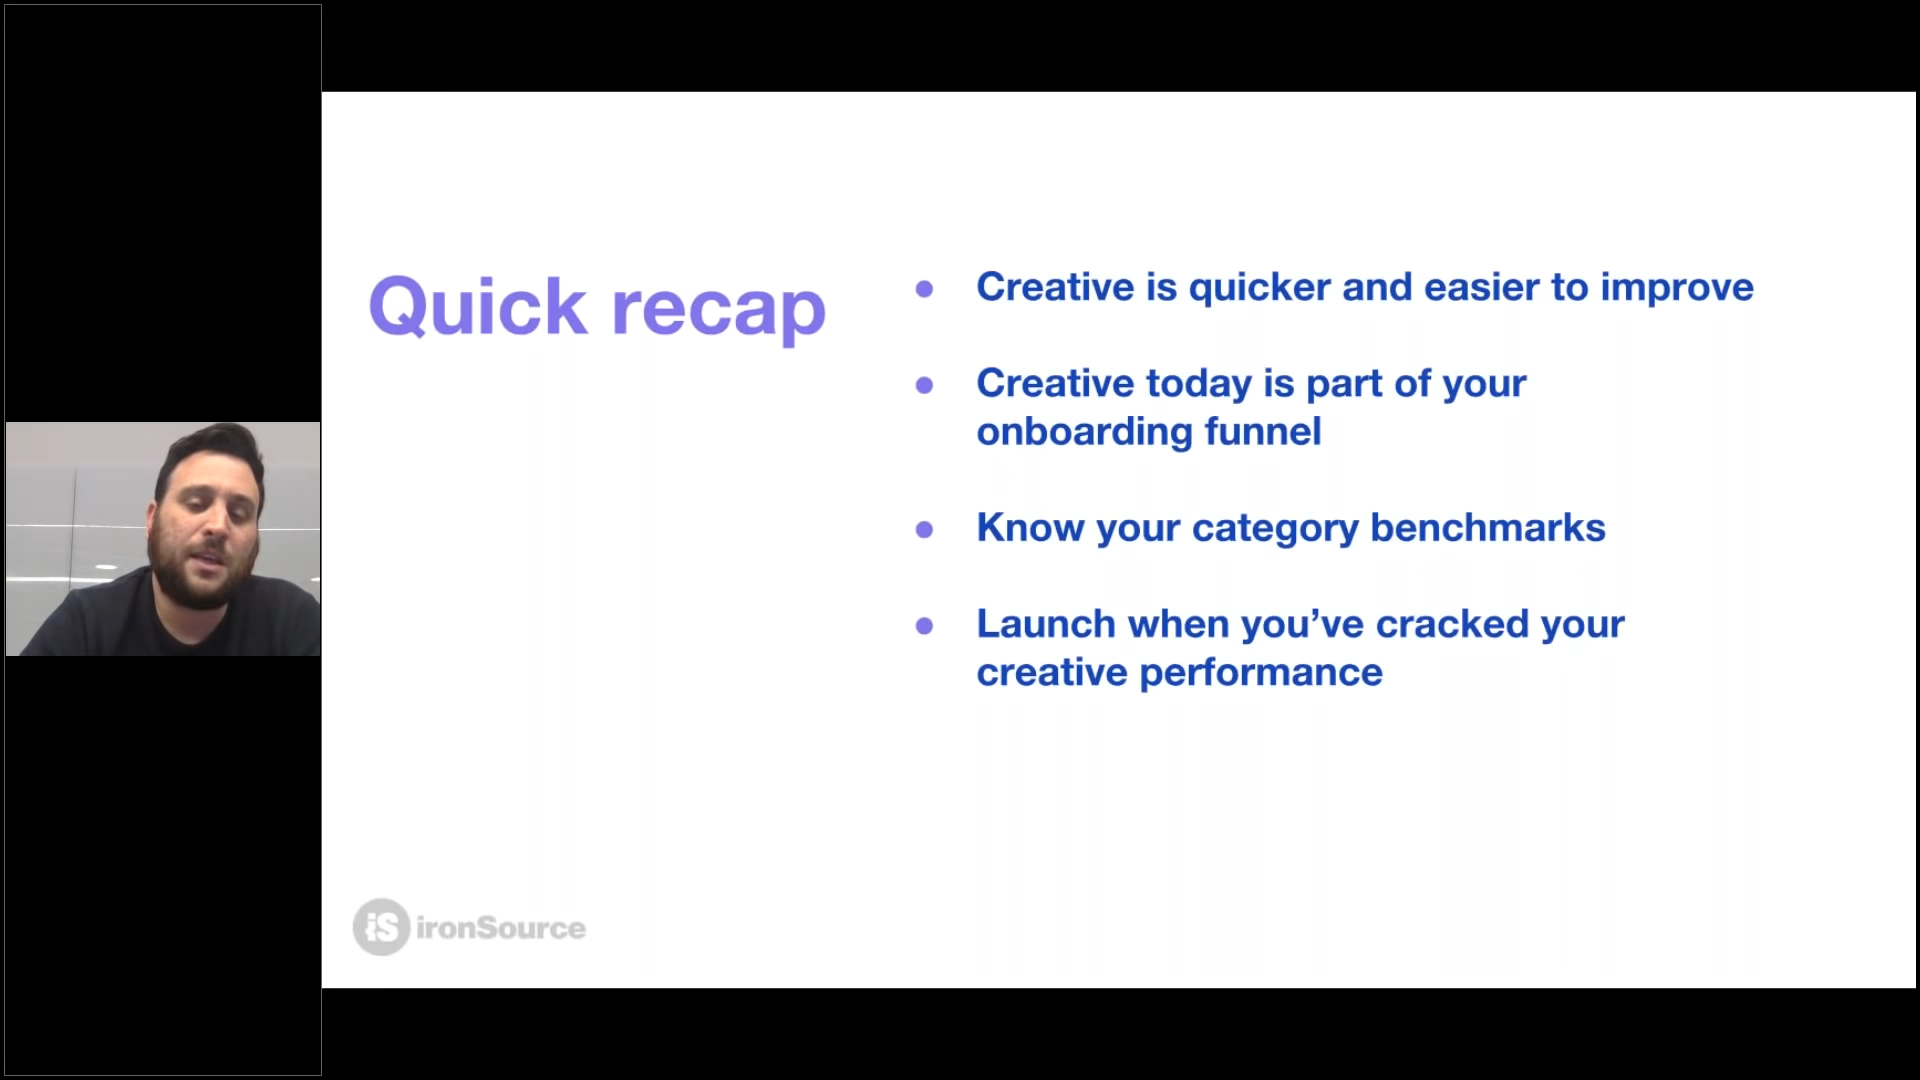 Quick recap
● Creative is quicker and easier to improve
● Creative today is part of your
onboarding funnel
● Know your category benchmarks
● Launch when you’ve cracked your
creative performance
iS ironSource